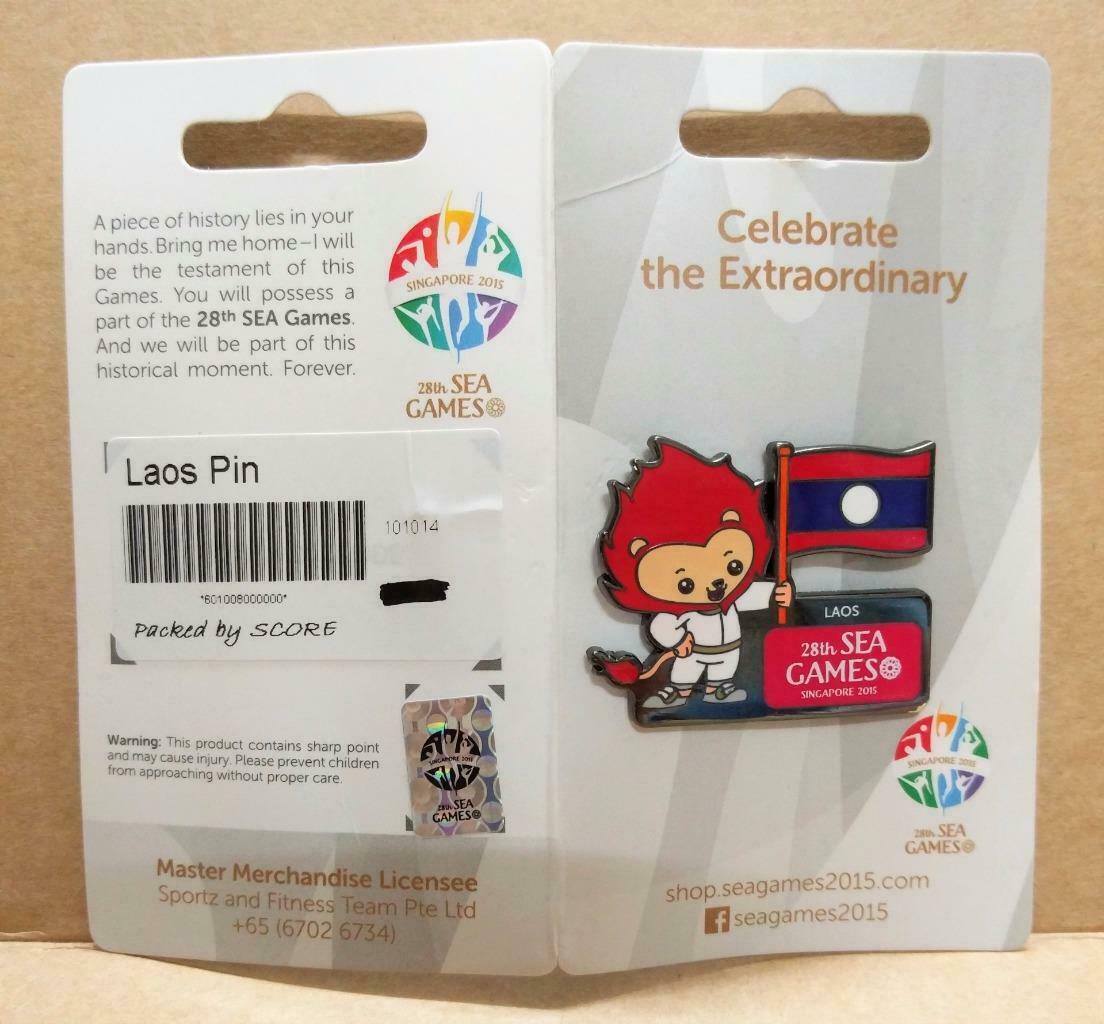 A piece of history lies in your
hands. Bring me home – I will
be the testament of this
Games. You will possess a
part of the 28th SEA Games.
And we will be part of this
historical moment. Forever.
SINGAPORE 2015
28th SEA
GAMES
Laos Pin
101014
*601008000000*
Packed by SCORE
Warning: This product contains sharp point
and may cause injury. Please prevent children
from approaching without proper care.
SINGAPORE 2015
28th SEA
GAMES
Master Merchandise Licensee
Sportz and Fitness Team Pte Ltd
+65 (6702 6734)
Celebrate
the Extraordinary
LAOS
28th SEA
GAMES
SINGAPORE 2015
SINGAPORE 2015
28th SEA
GAMES
shop.seagames2015.com
f seagames2015